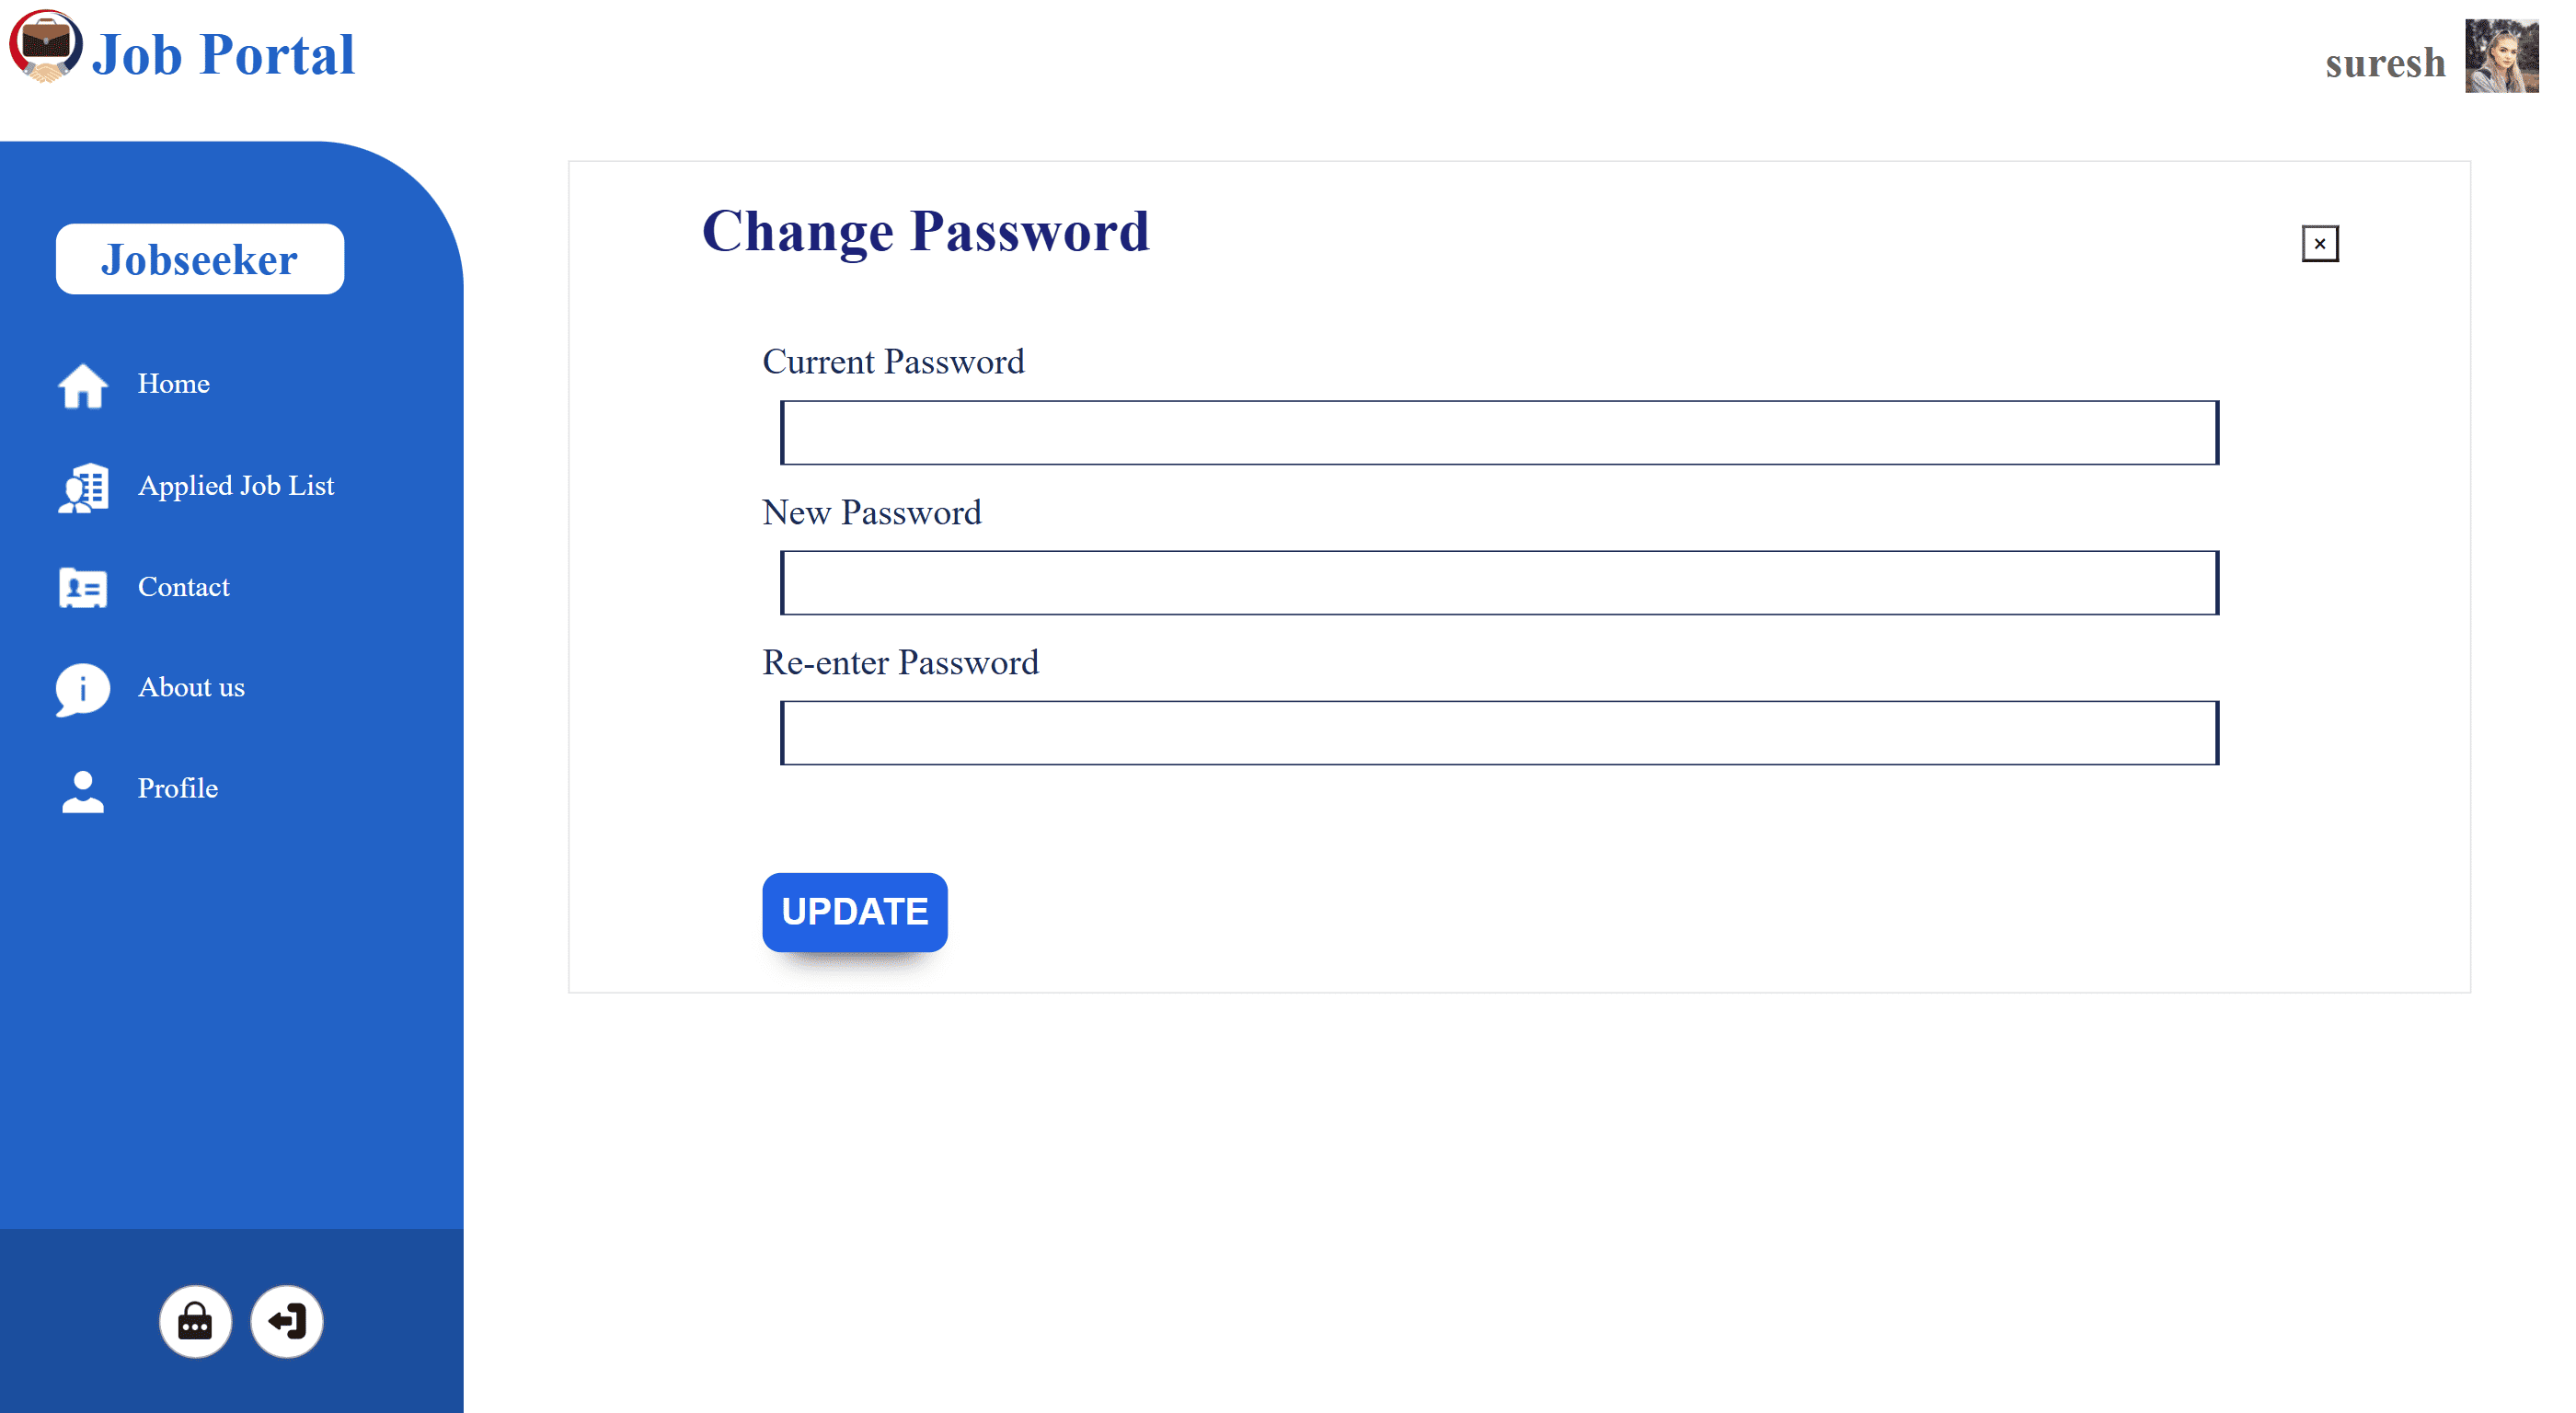 Job Portal
suresh
Jobseeker
Home
Applied Job List
Contact
About us
Profile
Change Password
×
Current Password
New Password
Re-enter Password
UPDATE